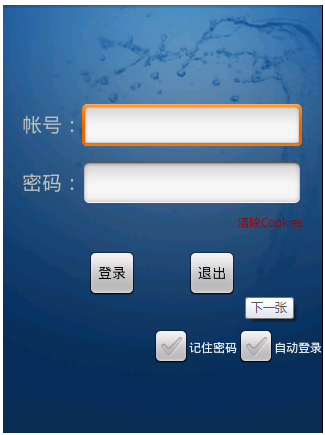 帐号：
密码：
清除Cookies
登录 退出
下一张
记住密码 自动登录